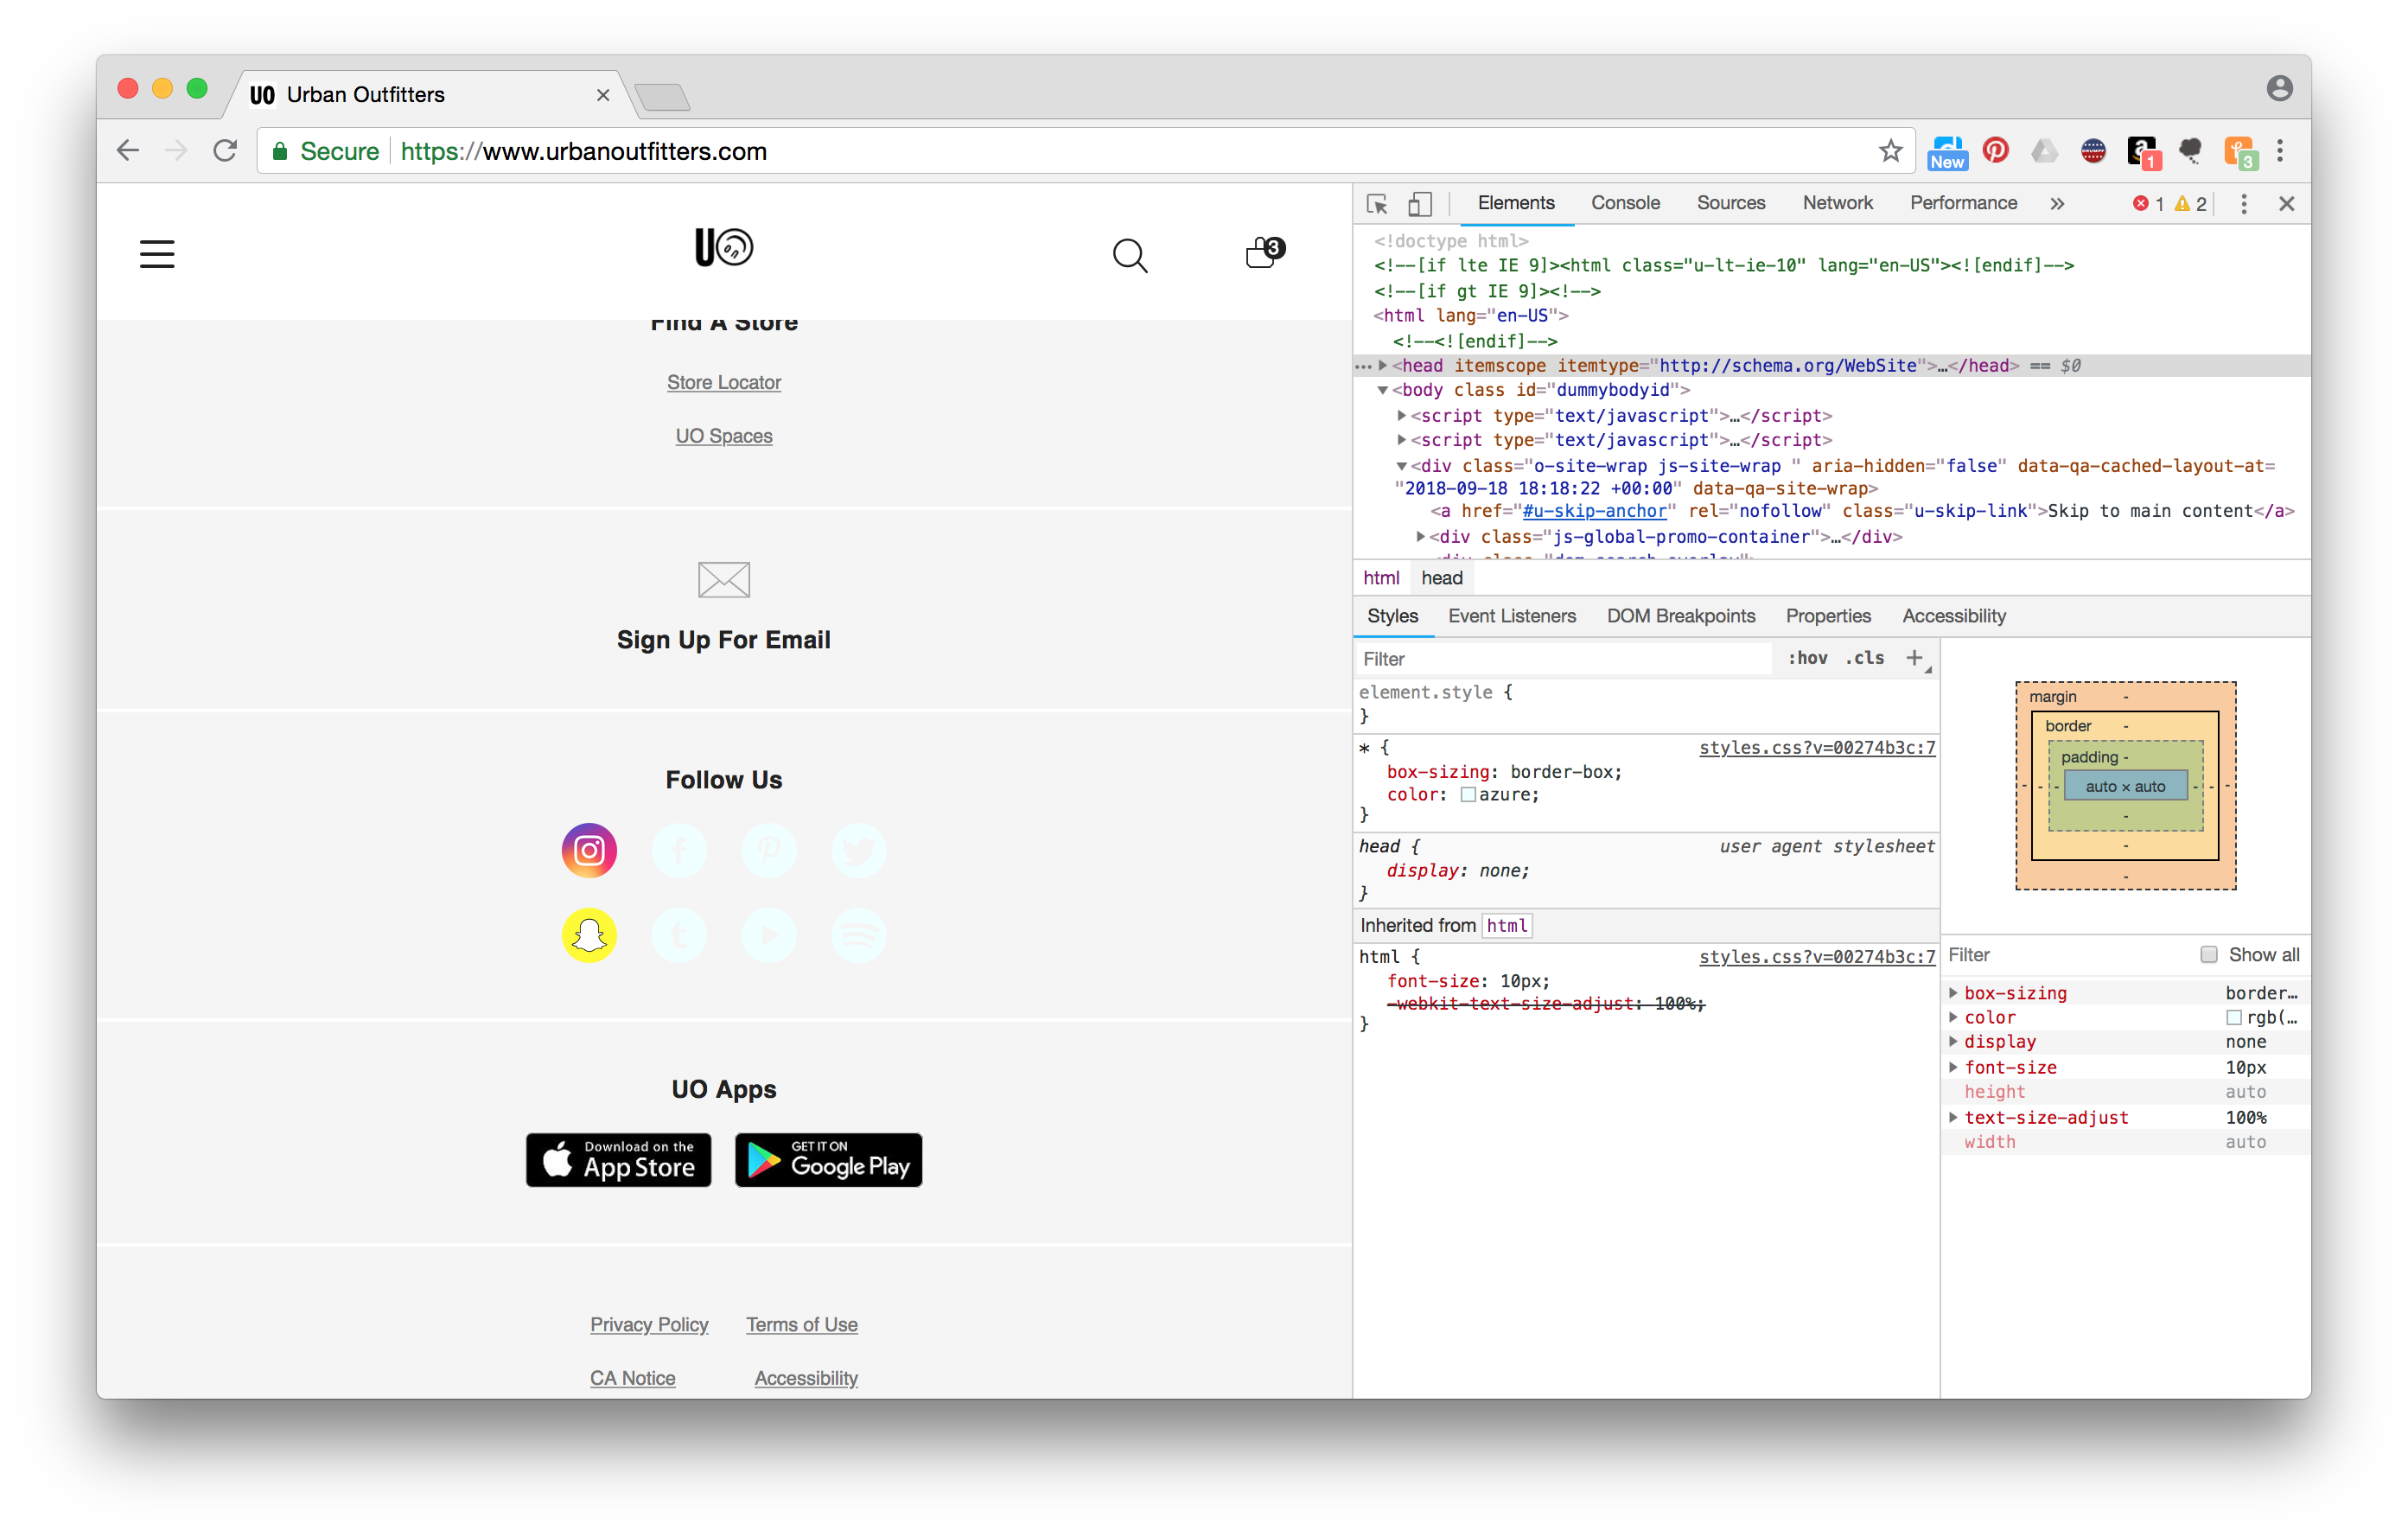 UO Urban Outfitters ×
Secure https://www.urbanoutfitters.com
New 1 3
UO 3
Find A Store
Store Locator
UO Spaces
Sign Up For Email
Follow Us
UO Apps
Download on the
App Store
GET IT ON
Google Play
Privacy Policy Terms of Use
CA Notice Accessibility
Elements Console Sources Network Performance » 1 2
<!doctype html>
<!--[if lte IE 9]><html class="u-lt-ie-10" lang="en-US"><![endif]-->
<!--[if gt IE 9]><!-->
<html lang="en-US">
<!--<![endif]-->
…<head itemscope itemtype="http://schema.org/WebSite">…</head> == $0
<body class id="dummybodyid">
<script type="text/javascript">…</script>
<script type="text/javascript">…</script>
<div class="o-site-wrap js-site-wrap " aria-hidden="false" data-qa-cached-layout-at=
"2018-09-18 18:18:22 +00:00" data-qa-site-wrap>
<a href="#u-skip-anchor" rel="nofollow" class="u-skip-link">Skip to main content</a>
<div class="js-global-promo-container">…</div>
html head
Styles Event Listeners DOM Breakpoints Properties Accessibility
Filter :hov .cls +
element.style {
}
* { styles.css?v=00274b3c:7
box-sizing: border-box;
color: azure;
}
head { user agent stylesheet
display: none;
}
Inherited from html
html { styles.css?v=00274b3c:7
font-size: 10px;
-webkit-text-size-adjust: 100%;
}
margin -
border -
padding -
- - - auto × auto - - -
-
-
-
Filter Show all
box-sizing border…
color rgb(…
display none
font-size 10px
height auto
text-size-adjust 100%
width auto